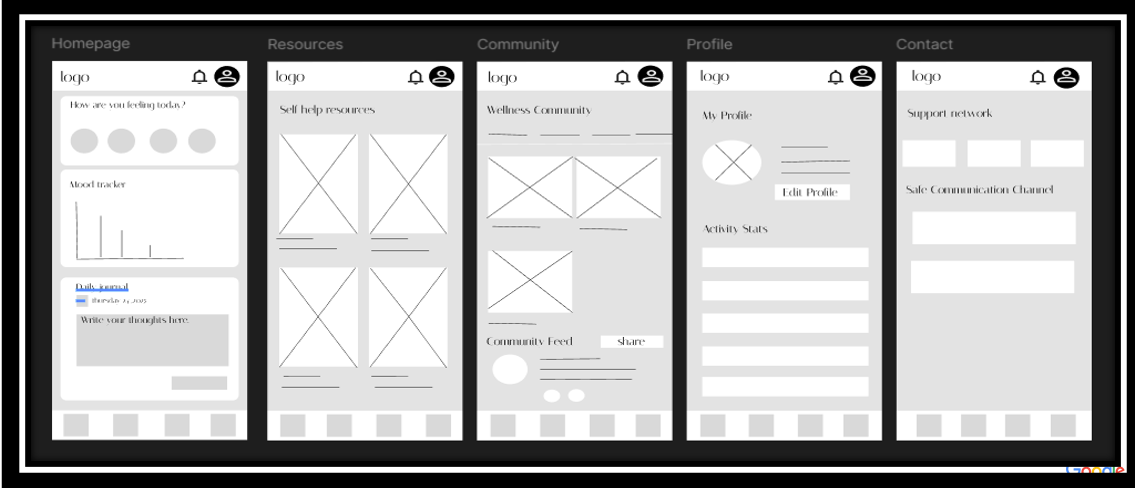 Homepage
logo
How are you feeling today?
Mood tracker
Daily journal
Write your thoughts here.
Resources
logo
Self help resources
Community
logo
Wellness Community
Community Feed
share
Profile
logo
My Profile
Edit Profile
Activity Stats
Contact
logo
Support network
Safe Communication Channel
Google